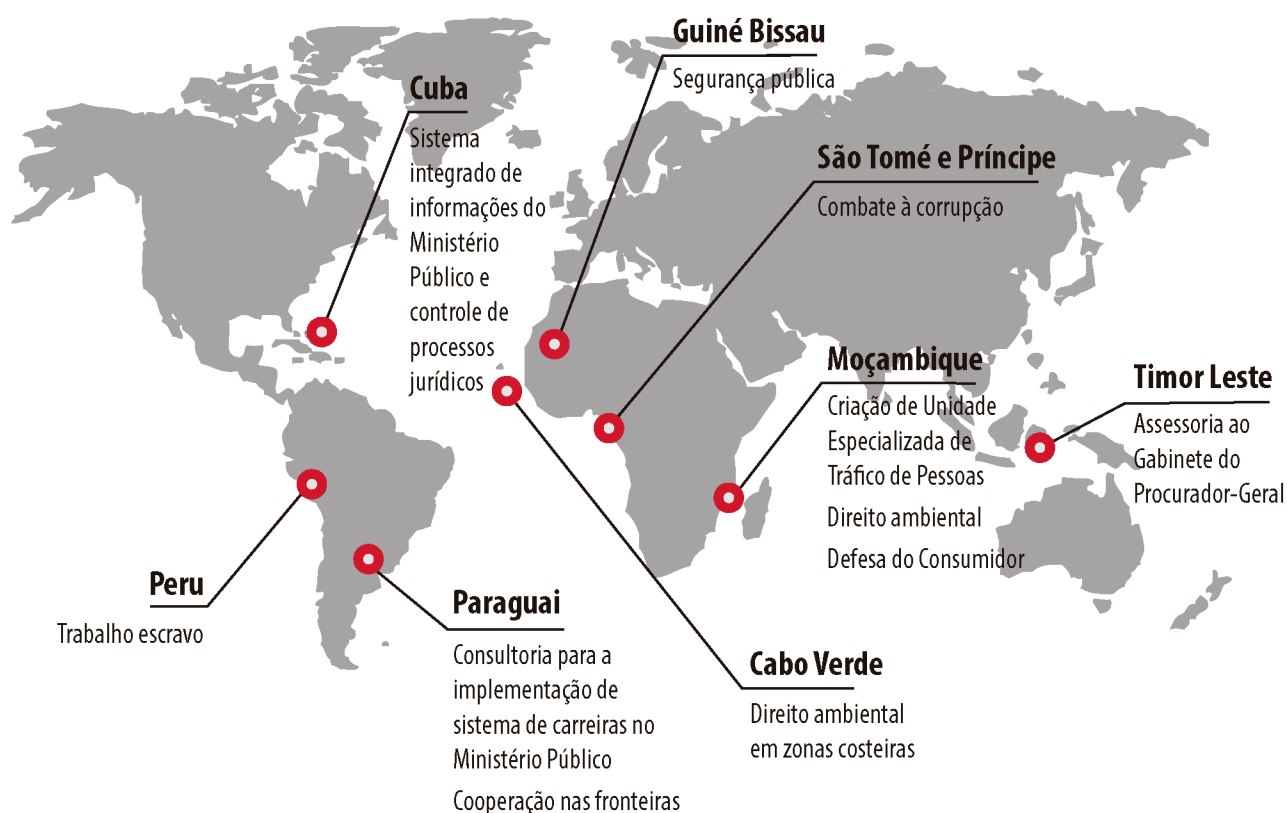 Guiné Bissau
Segurança pública
Cuba
Sistema
integrado de
informações do
Ministério
Público e
controle de
processos
jurídicos
São Tomé e Príncipe
Combate à corrupção
Moçambique
Criação de Unidade
Especializada de
Tráfico de Pessoas
Direito ambiental
Defesa do Consumidor
Timor Leste
Assessoria ao
Gabinete do
Procurador-Geral
Peru
Trabalho escravo
Paraguai
Consultoria para a
implementação de
sistema de carreiras no
Ministério Público
Cooperação nas fronteiras
Cabo Verde
Direito ambiental
em zonas costeiras